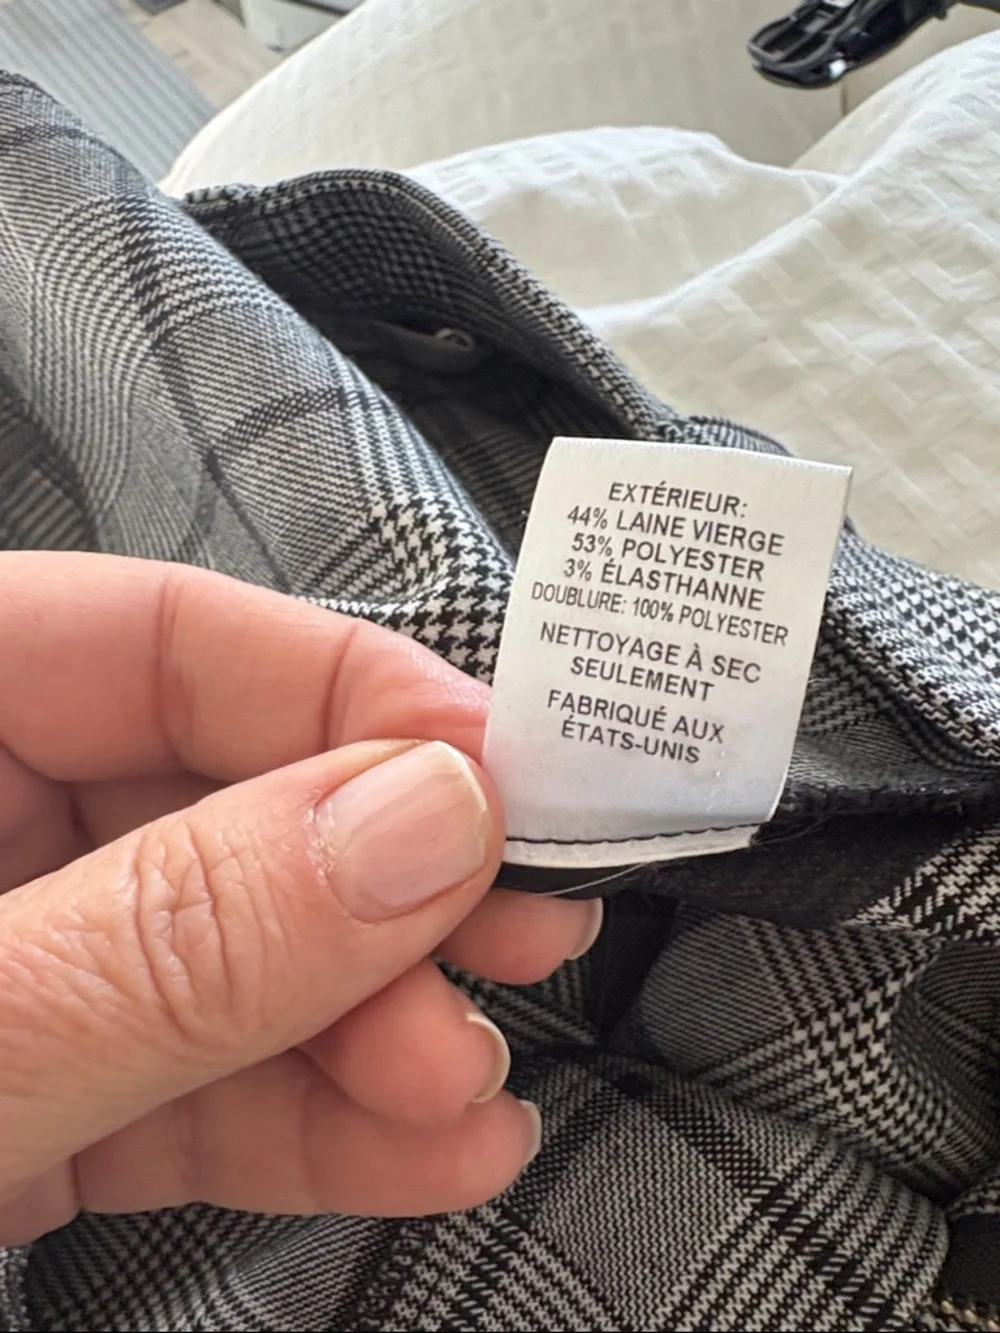 EXTÉRIEUR:
44% LAINE VIERGE
53% POLYESTER
3% ÉLASTHANNE
DOUBLURE: 100% POLYESTER
NETTOYAGE À SEC
SEULEMENT
FABRIQUÉ AUX
ÉTATS-UNIS